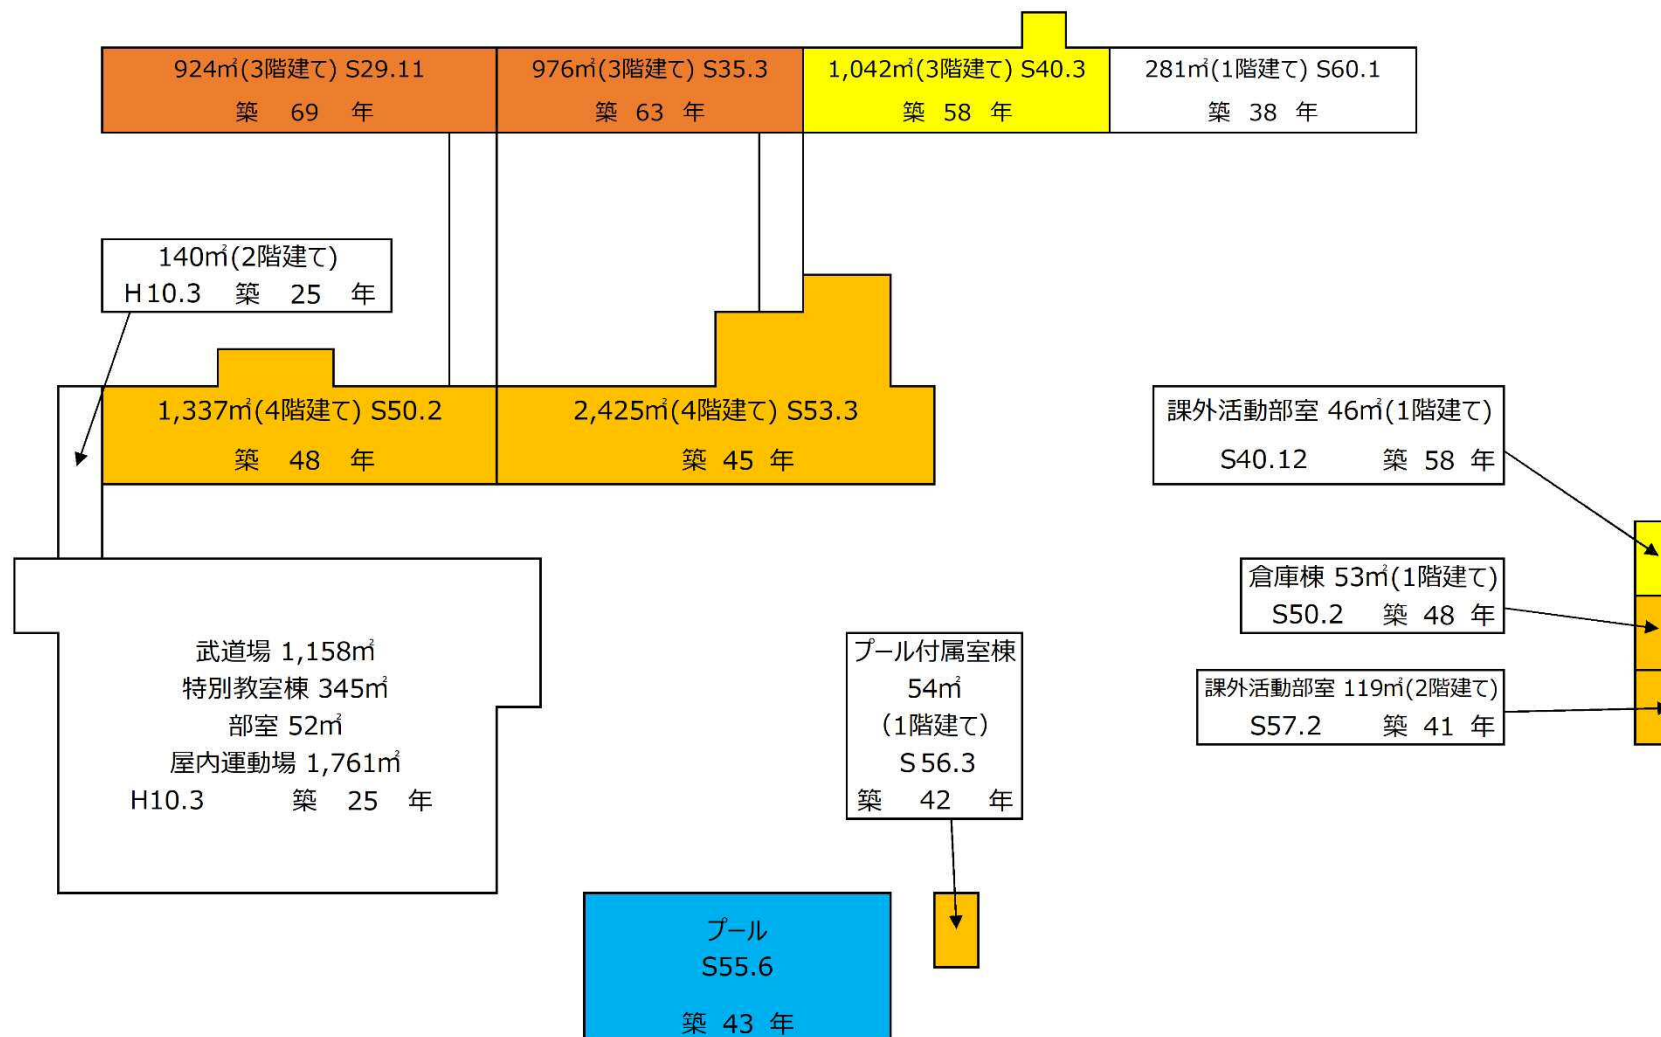 924㎡(3階建て) S29.11
築 69 年
976㎡(3階建て) S35.3
築 63 年
1,042㎡(3階建て) S40.3
築 58 年
281㎡(1階建て) S60.1
築 38 年
140㎡(2階建て)
H10.3 築 25 年
1,337㎡(4階建て) S50.2
築 48 年
2,425㎡(4階建て) S53.3
築 45 年
課外活動部室 46㎡(1階建て)
S40.12 築 58 年
倉庫棟 53㎡(1階建て)
S50.2 築 48 年
課外活動部室 119㎡(2階建て)
S57.2 築 41 年
武道場 1,158㎡
特別教室棟 345㎡
部室 52㎡
屋内運動場 1,761㎡
H10.3 築 25 年
プール付属室棟
54㎡
(1階建て)
S56.3
築 42 年
プール
S55.6
築 43 年